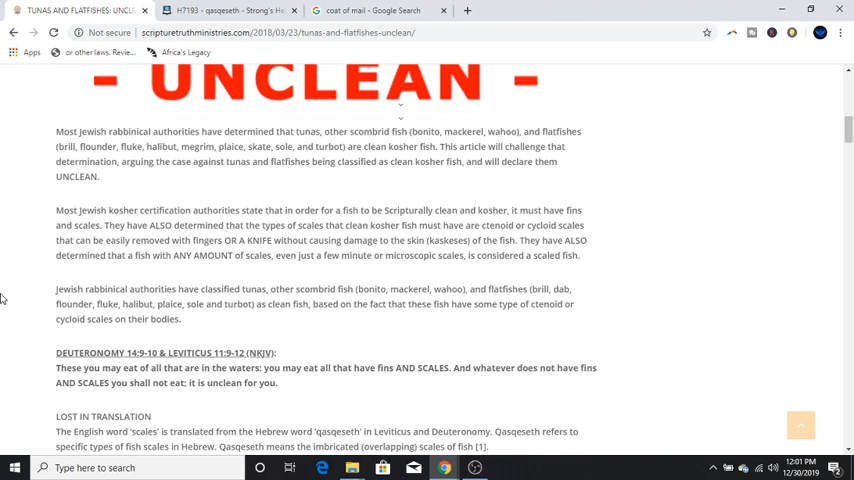 TUNAS AND FLATFISHES: UNCLE
H7193 - qasqeseth - Strong's He
coat of mail - Google Search
Not secure | scripturetruthministries.com/2018/03/23/tunas-and-flatfishes-unclean/
Apps
or other laws. Revie...
Africa's Legacy
- UNCLEAN -
Most Jewish rabbinical authorities have determined that tunas, other scombrid fish (bonito, mackerel, wahoo), and flatfishes
(brill, flounder, fluke, halibut, megrim, plaice, skate, sole, and turbot) are clean kosher fish. This article will challenge that
determination, arguing the case against tunas and flatfishes being classified as clean kosher fish, and will declare them
UNCLEAN.
Most Jewish kosher certification authorities state that in order for a fish to be Scripturally clean and kosher, it must have fins
and scales. They have ALSO determined that the types of scales that clean kosher fish must have are ctenoid or cycloid scales
that can be easily removed with fingers OR A KNIFE without causing damage to the skin (kaskeses) of the fish. They have ALSO
determined that a fish with ANY AMOUNT of scales, even just a few minute or microscopic scales, is considered a scaled fish.
Jewish rabbinical authorities have classified tunas, other scombrid fish (bonito, mackerel, wahoo), and flatfishes (brill, dab,
flounder, fluke, halibut, plaice, sole and turbot) as clean fish, based on the fact that these fish have some type of ctenoid or
cycloid scales on their bodies.
DEUTERONOMY 14:9-10 & LEVITICUS 11:9-12 (NKJV):
These you may eat of all that are in the waters: you may eat all that have fins AND SCALES. And whatever does not have fins
AND SCALES you shall not eat; it is unclean for you.
LOST IN TRANSLATION
The English word 'scales' is translated from the Hebrew word 'qasqeseth' in Leviticus and Deuteronomy. Qasqeseth refers to
specific types of fish scales in Hebrew. Qasqeseth means the imbricated (overlapping) scales of fish [1].
Type here to search
12:01 PM
12/30/2019
2